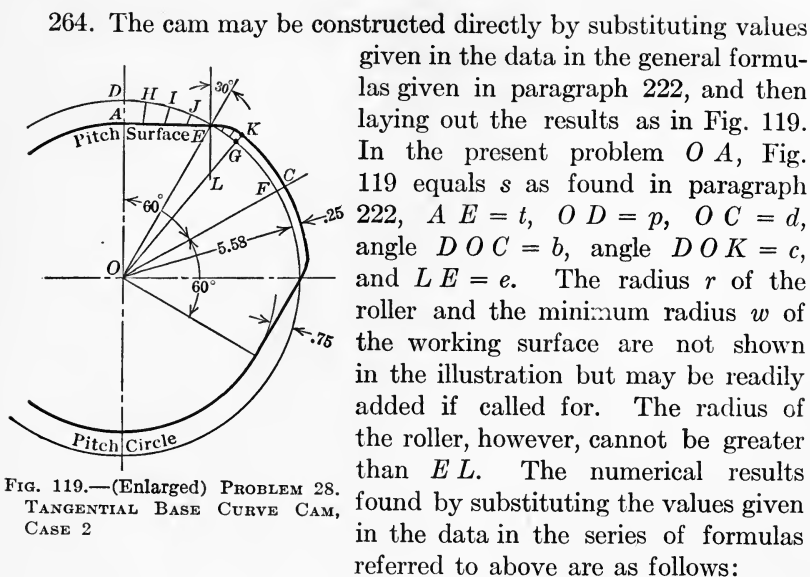 264. The cam may be constructed directly by substituting values
given in the data in the general formu-
las given in paragraph 222, and then
laying out the results as in Fig. 119.
In the present problem O A, Fig.
119 equals s as found in paragraph
222, A E = t, O D = p, O C = d,
angle D O C = b, angle D O K = c,
and L E = e. The radius r of the
roller and the minimum radius w of
the working surface are not shown
in the illustration but may be readily
added if called for. The radius of
the roller, however, cannot be greater
than E L. The numerical results
found by substituting the values given
in the data in the series of formulas
referred to above are as follows:
D H I J 30°
A E K
Pitch Surface
G
L F C
60° .25
5.58
O 60°
.75
Pitch Circle
Fig. 119.—(Enlarged) Problem 28.
Tangential Base Curve Cam,
Case 2